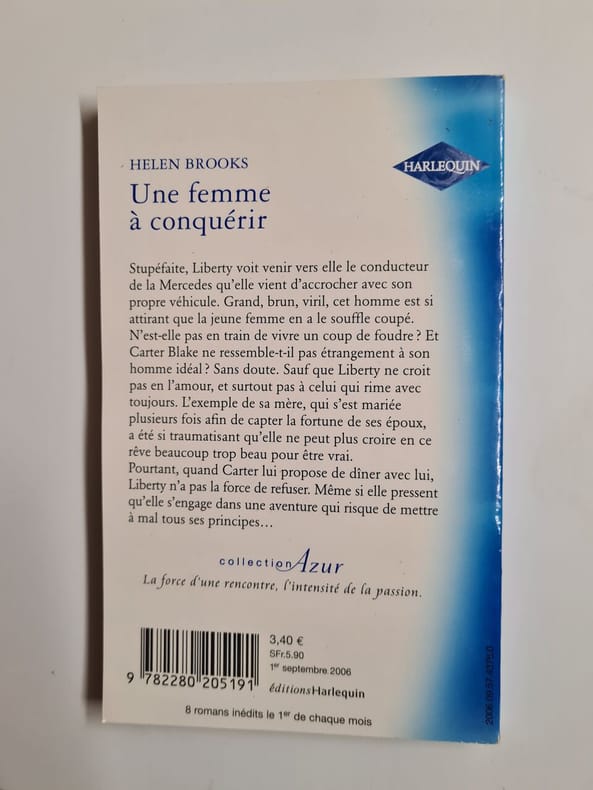 HARLEQUIN
HELEN BROOKS
Une femme
à conquérir
Stupéfaite, Liberty voit venir vers elle le conducteur
de la Mercedes qu'elle vient d'accrocher avec son
propre véhicule. Grand, brun, viril, cet homme est si
attirant que la jeune femme en a le souffle coupé.
N'est-elle pas en train de vivre un coup de foudre ? Et
Carter Blake ne ressemble-t-il pas étrangement à son
homme idéal ? Sans doute. Sauf que Liberty ne croit
pas en l'amour, et surtout pas à celui qui rime avec
toujours. L'exemple de sa mère, qui s'est mariée
plusieurs fois afin de capter la fortune de ses époux,
a été si traumatisant qu'elle ne peut plus croire en ce
rêve beaucoup trop beau pour être vrai.
Pourtant, quand Carter lui propose de dîner avec lui,
Liberty n'a pas la force de refuser. Même si elle pressent
qu'elle s'engage dans une aventure qui risque de mettre
à mal tous ses principes…
collection Azur
La force d'une rencontre, l'intensité de la passion.
3,40 €
SFr.5.90
1er septembre 2006
éditionsHarlequin
9 782280 205191
8 romans inédits le 1er de chaque mois